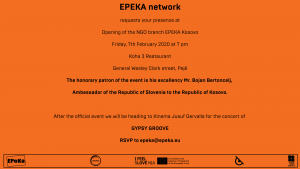 EPEKA network
requests your presence at
Opening of the NGO branch EPEKA Kosovo
Friday, 7th February 2020 at 7 pm
Koha 3 Restaurant
General Wesley Clark street, Pejë
The honorary patron of the event is his excellency Mr. Bojan Bertoncelj,
Ambassador of the Republic of Slovenia to the Republic of Kosovo.
After the official event we will be heading to Kinema Jusuf Gervalla for the concert of
GYPSY GROOVE
RSVP to epeka@epeka.eu
EPEKA
I FEEL
SLOVENIA